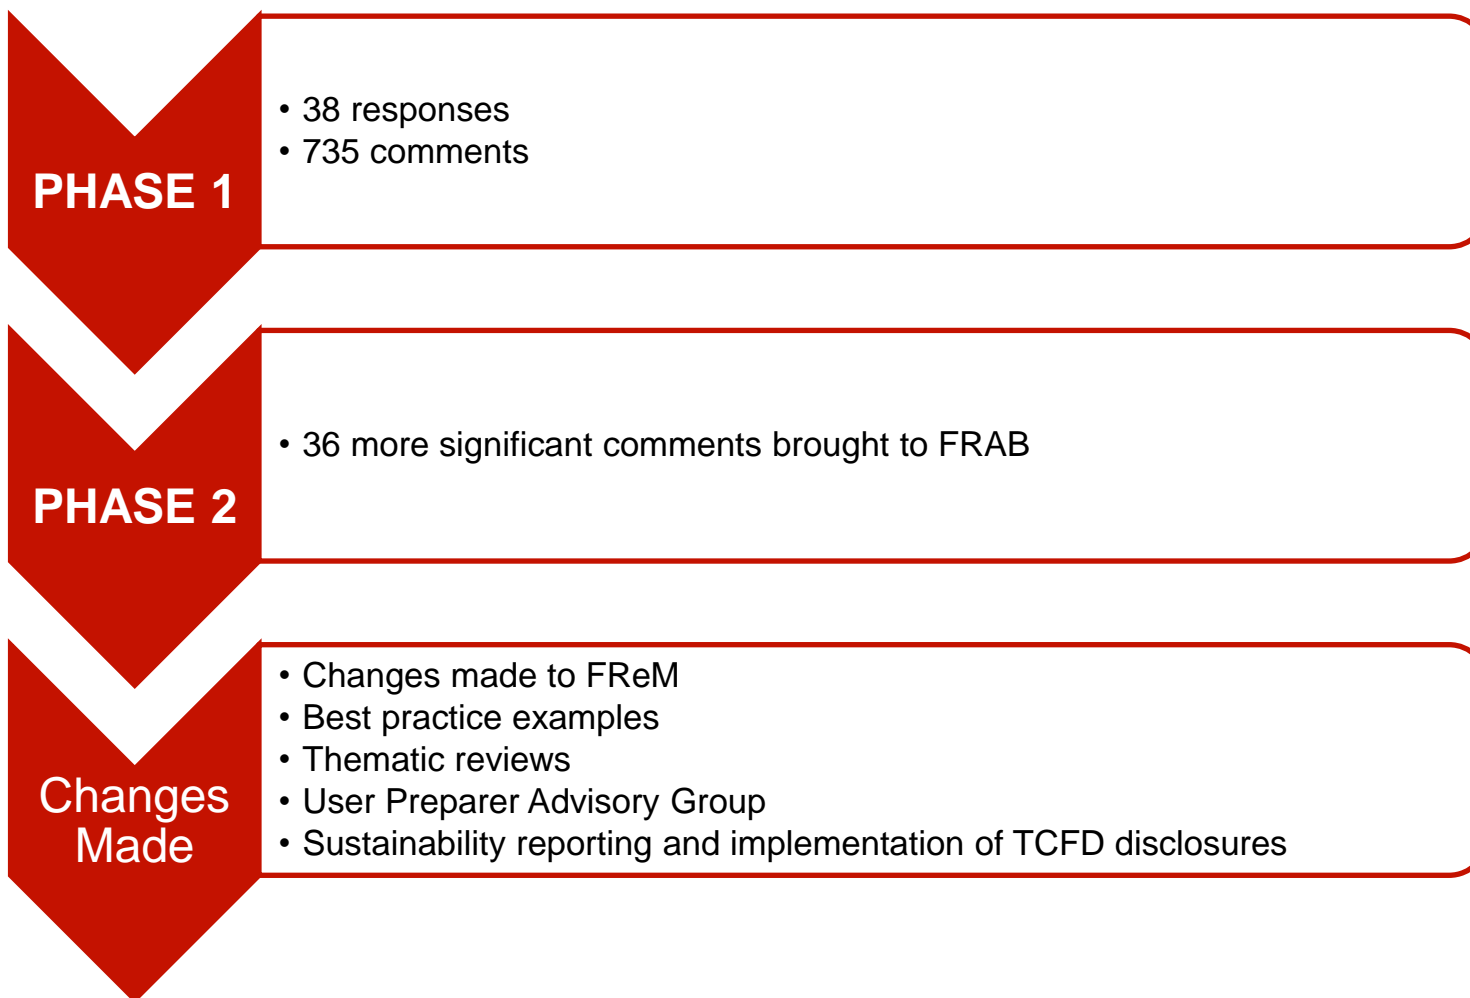 PHASE 1
• 38 responses
• 735 comments
PHASE 2
• 36 more significant comments brought to FRAB
Changes
Made
• Changes made to FReM
• Best practice examples
• Thematic reviews
• User Preparer Advisory Group
• Sustainability reporting and implementation of TCFD disclosures